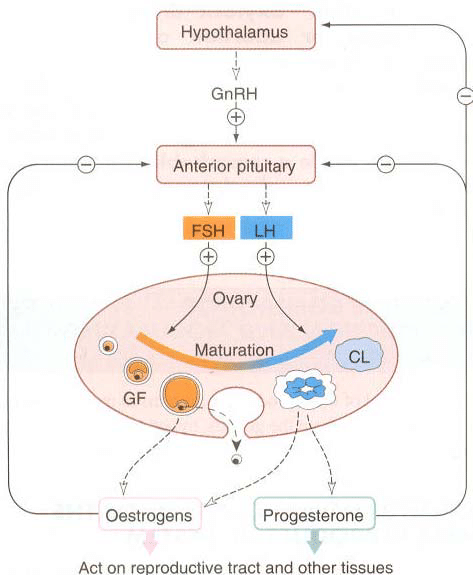 Hypothalamus
GnRH
+
−
−
Anterior pituitary
−
FSH
LH
+
+
Ovary
Maturation
CL
GF
Oestrogens
Progesterone
Act on reproductive tract and other tissues